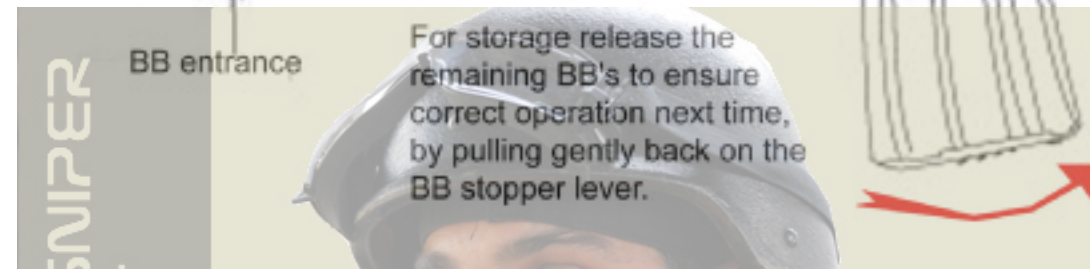 BB entrance
For storage release the
remaining BB's to ensure
correct operation next time,
by pulling gently back on the
BB stopper lever.
SNIPER